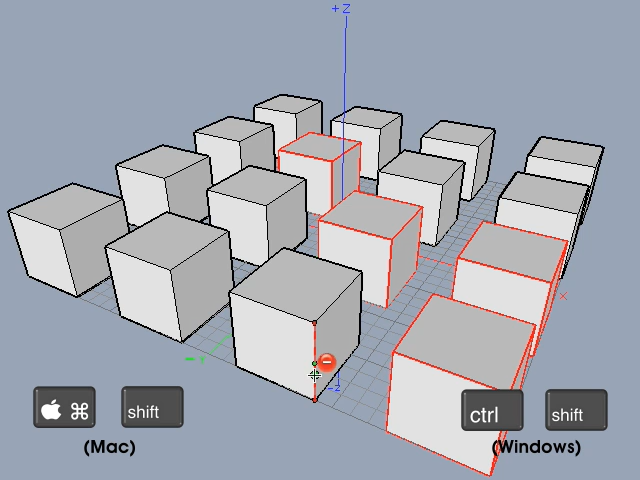 +Z
X
-Y
-Z
⌘ shift ctrl shift
(Mac) (Windows)